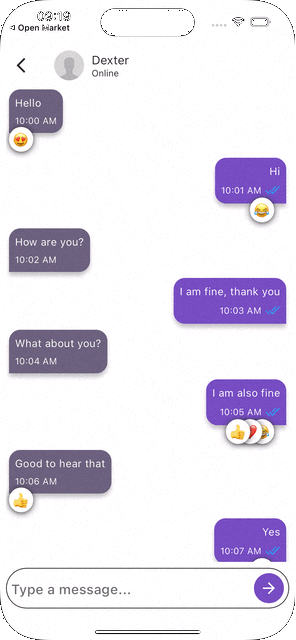 09:19
Open Market
Dexter
Online
Hello
10:00 AM
Hi
10:01 AM
How are you?
10:02 AM
I am fine, thank you
10:03 AM
What about you?
10:04 AM
I am also fine
10:05 AM
Good to hear that
10:06 AM
Yes
10:07 AM
Type a message...